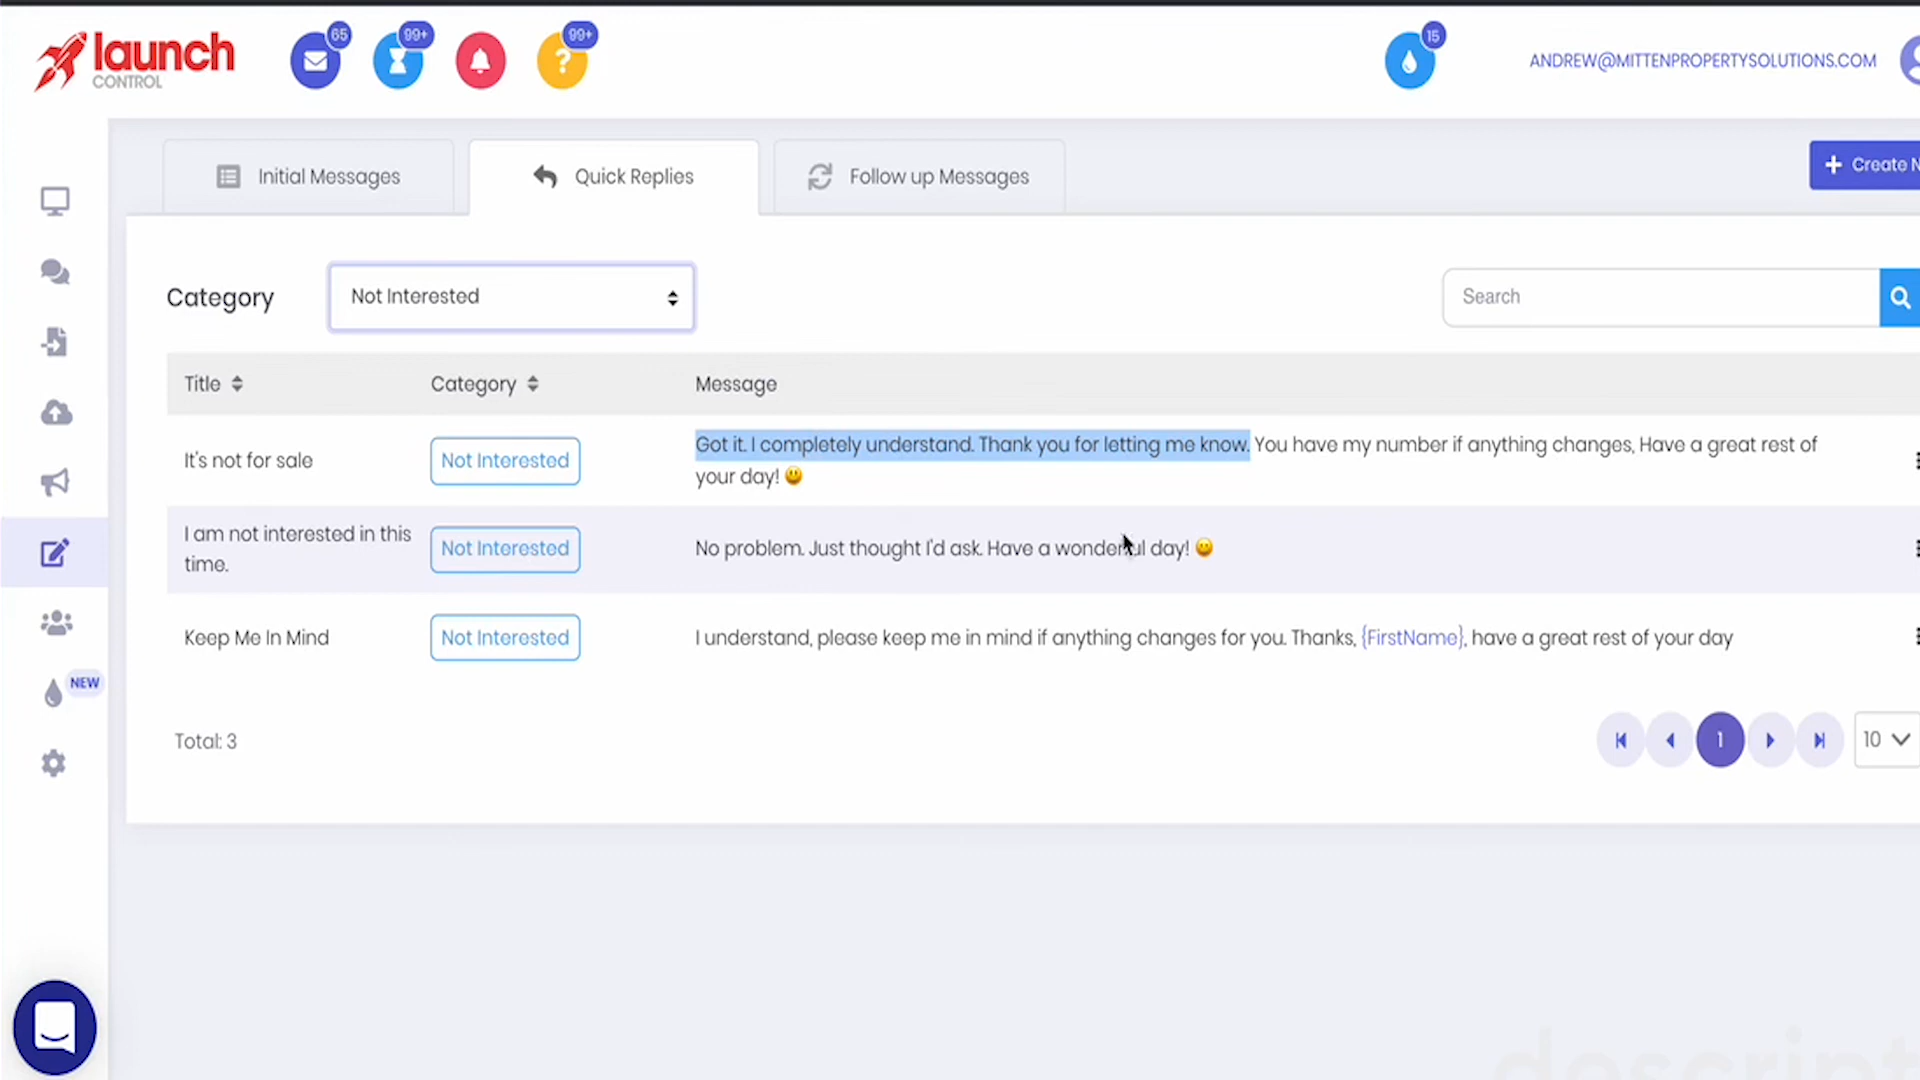 launch
CONTROL
65
99+
99+
15
ANDREW@MITTENPROPERTYSOLUTIONS.COM
Initial Messages
Quick Replies
Follow up Messages
+ Create N
Category
Not Interested
Search
Title
Category
Message
It's not for sale
Not Interested
Got it. I completely understand. Thank you for letting me know. You have my number if anything changes, Have a great rest of
your day! 😃
I am not interested in this
time.
Not Interested
No problem. Just thought I'd ask. Have a wonderful day! 😀
Keep Me In Mind
Not Interested
I understand, please keep me in mind if anything changes for you. Thanks, {FirstName}, have a great rest of your day
NEW
Total: 3
1
10
descript